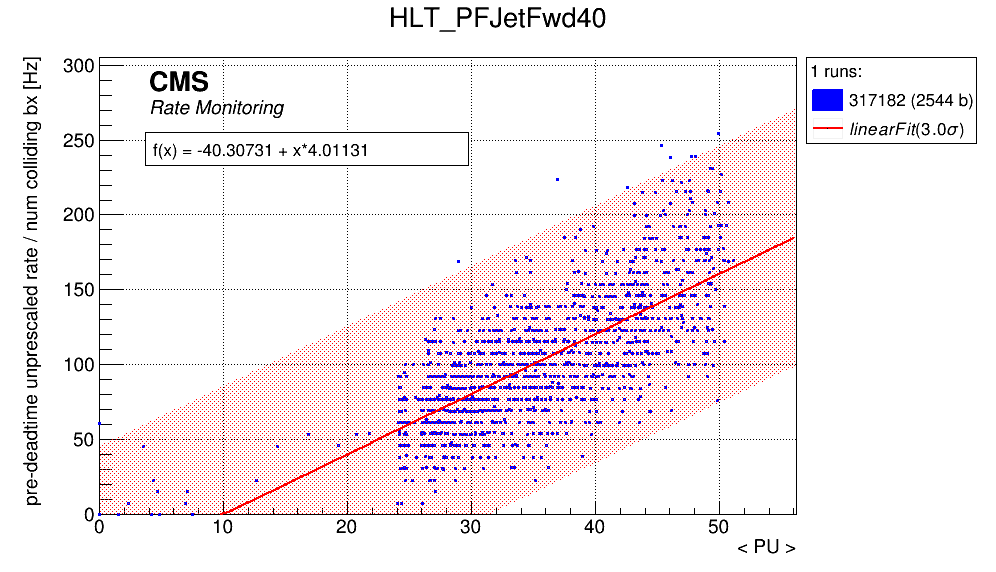 HLT_PFJetFwd40
pre-deadtime unprescaled rate / num colliding bx [Hz]
300
250
200
150
100
50
0
CMS
Rate Monitoring
f(x) = -40.30731 + x*4.01131
1 runs:
317182 (2544 b)
linearFit(3.0σ)
0 10 20 30 40 50
< PU >